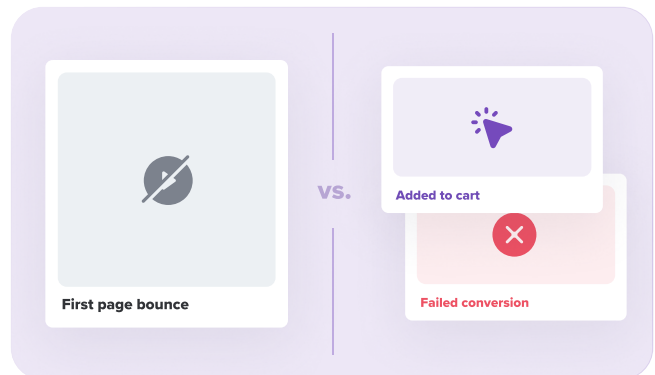 First page bounce
vs.
Added to cart
Failed conversion